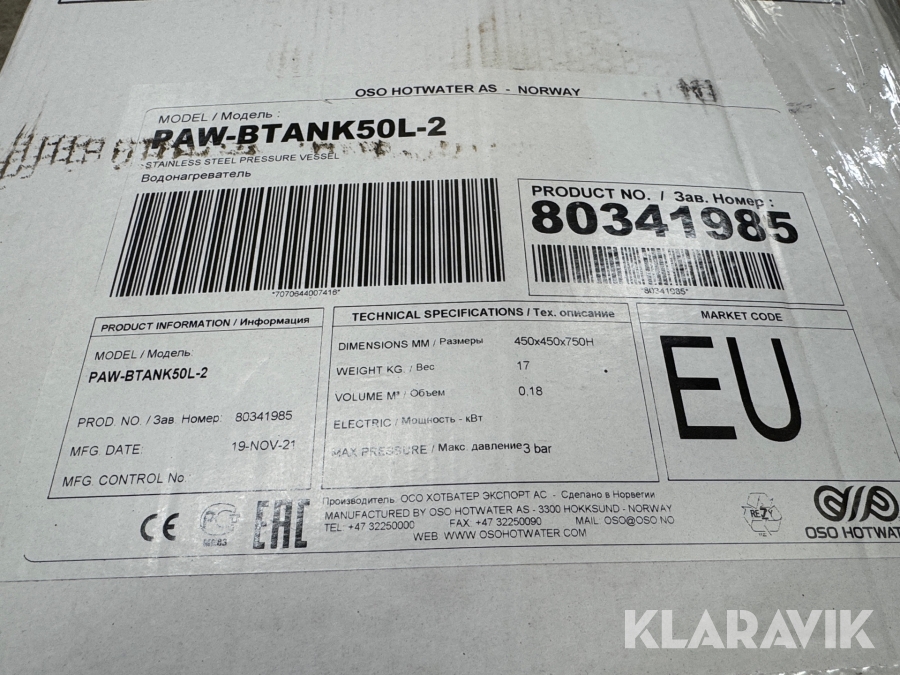 OSO HOTWATER AS - NORWAY
MODEL / Модель :
PAW-BTANK50L-2
STAINLESS STEEL PRESSURE VESSEL
Водонагреватель
*7070644007416*
PRODUCT NO. / Зав. Номер :
80341985
*80341985*
PRODUCT INFORMATION / Информация
MODEL / Модель:
PAW-BTANK50L-2
PROD. NO. / Зав. Номер: 80341985
MFG. DATE: 19-NOV-21
MFG. CONTROL No
TECHNICAL SPECIFICATIONS / Тех. описание
DIMENSIONS MM / Размеры 450x450x750H
WEIGHT KG. / Вес 17
VOLUME M³ / Объем 0.18
ELECTRIC / Мощность - кВт
MAX PRESSURE / Макс. давление 3 bar
MARKET CODE
EU
CE
EAC
Производитель: ОСО ХОТВАТЕР ЭКСПОРТ АС - Сделано в Норвегии
MANUFACTURED BY OSO HOTWATER AS - 3300 HOKKSUND - NORWAY
TEL: +47 32250000 FAX: +47 32250090 MAIL: OSO@OSO.NO
WEB: WWW.OSOHOTWATER.COM
REZY
OSO HOTWAT
KLARAVIK